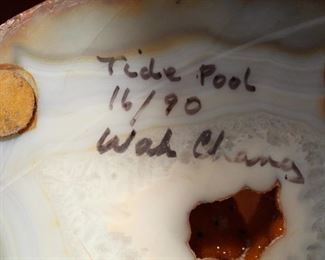 Tide Pool
16/90
Wah Chang